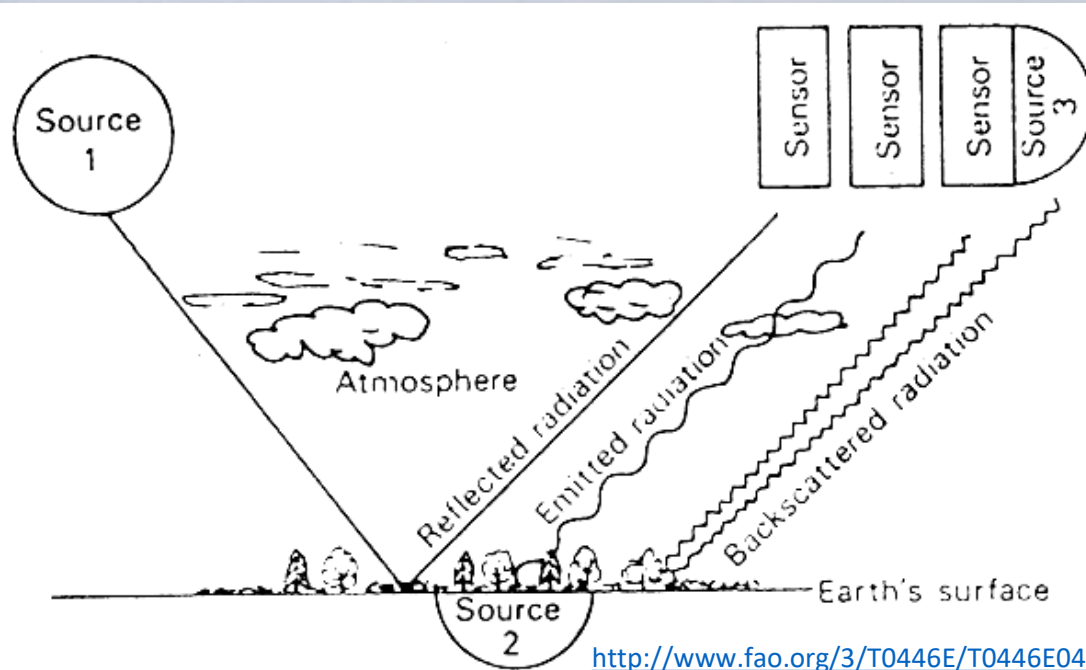 Source
1
Sensor
Sensor
Sensor
Source
3
Atmosphere
Reflected radiation
Emitted radiation
Backscattered radiation
Earth's surface
Source
2
http://www.fao.org/3/T0446E/T0446E04